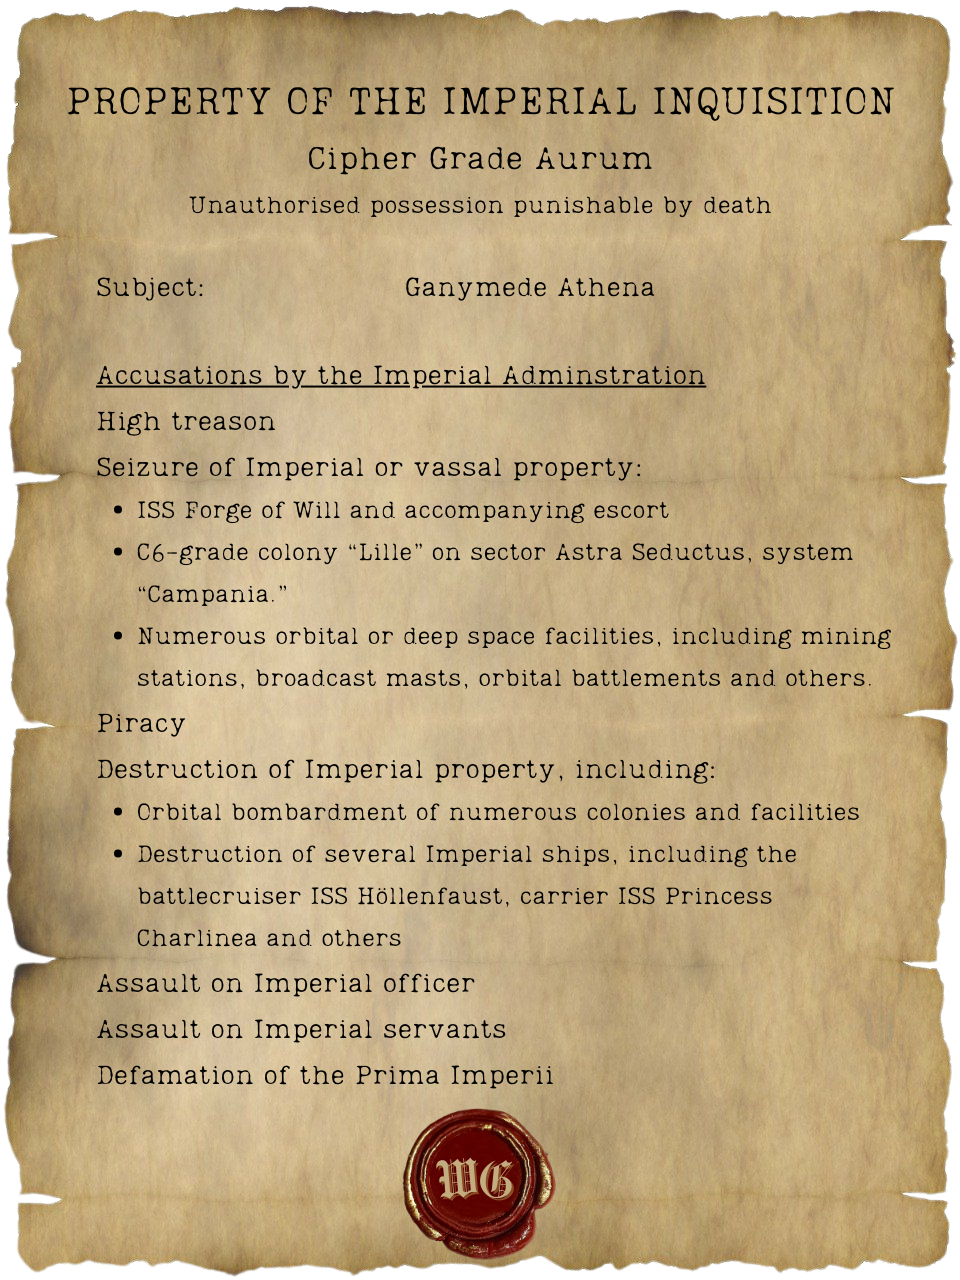 PROPERTY OF THE IMPERIAL INQUISITION
Cipher Grade Aurum
Unauthorised possession punishable by death
Subject: Ganymede Athena
Accusations by the Imperial Adminstration
High treason
Seizure of Imperial or vassal property:
• ISS Forge of Will and accompanying escort
• C6-grade colony “Lille” on sector Astra Seductus, system
“Campania.”
• Numerous orbital or deep space facilities, including mining
stations, broadcast masts, orbital battlements and others.
Piracy
Destruction of Imperial property, including:
• Orbital bombardment of numerous colonies and facilities
• Destruction of several Imperial ships, including the
battlecruiser ISS Höllenfaust, carrier ISS Princess
Charlinea and others
Assault on Imperial officer
Assault on Imperial servants
Defamation of the Prima Imperii
WG